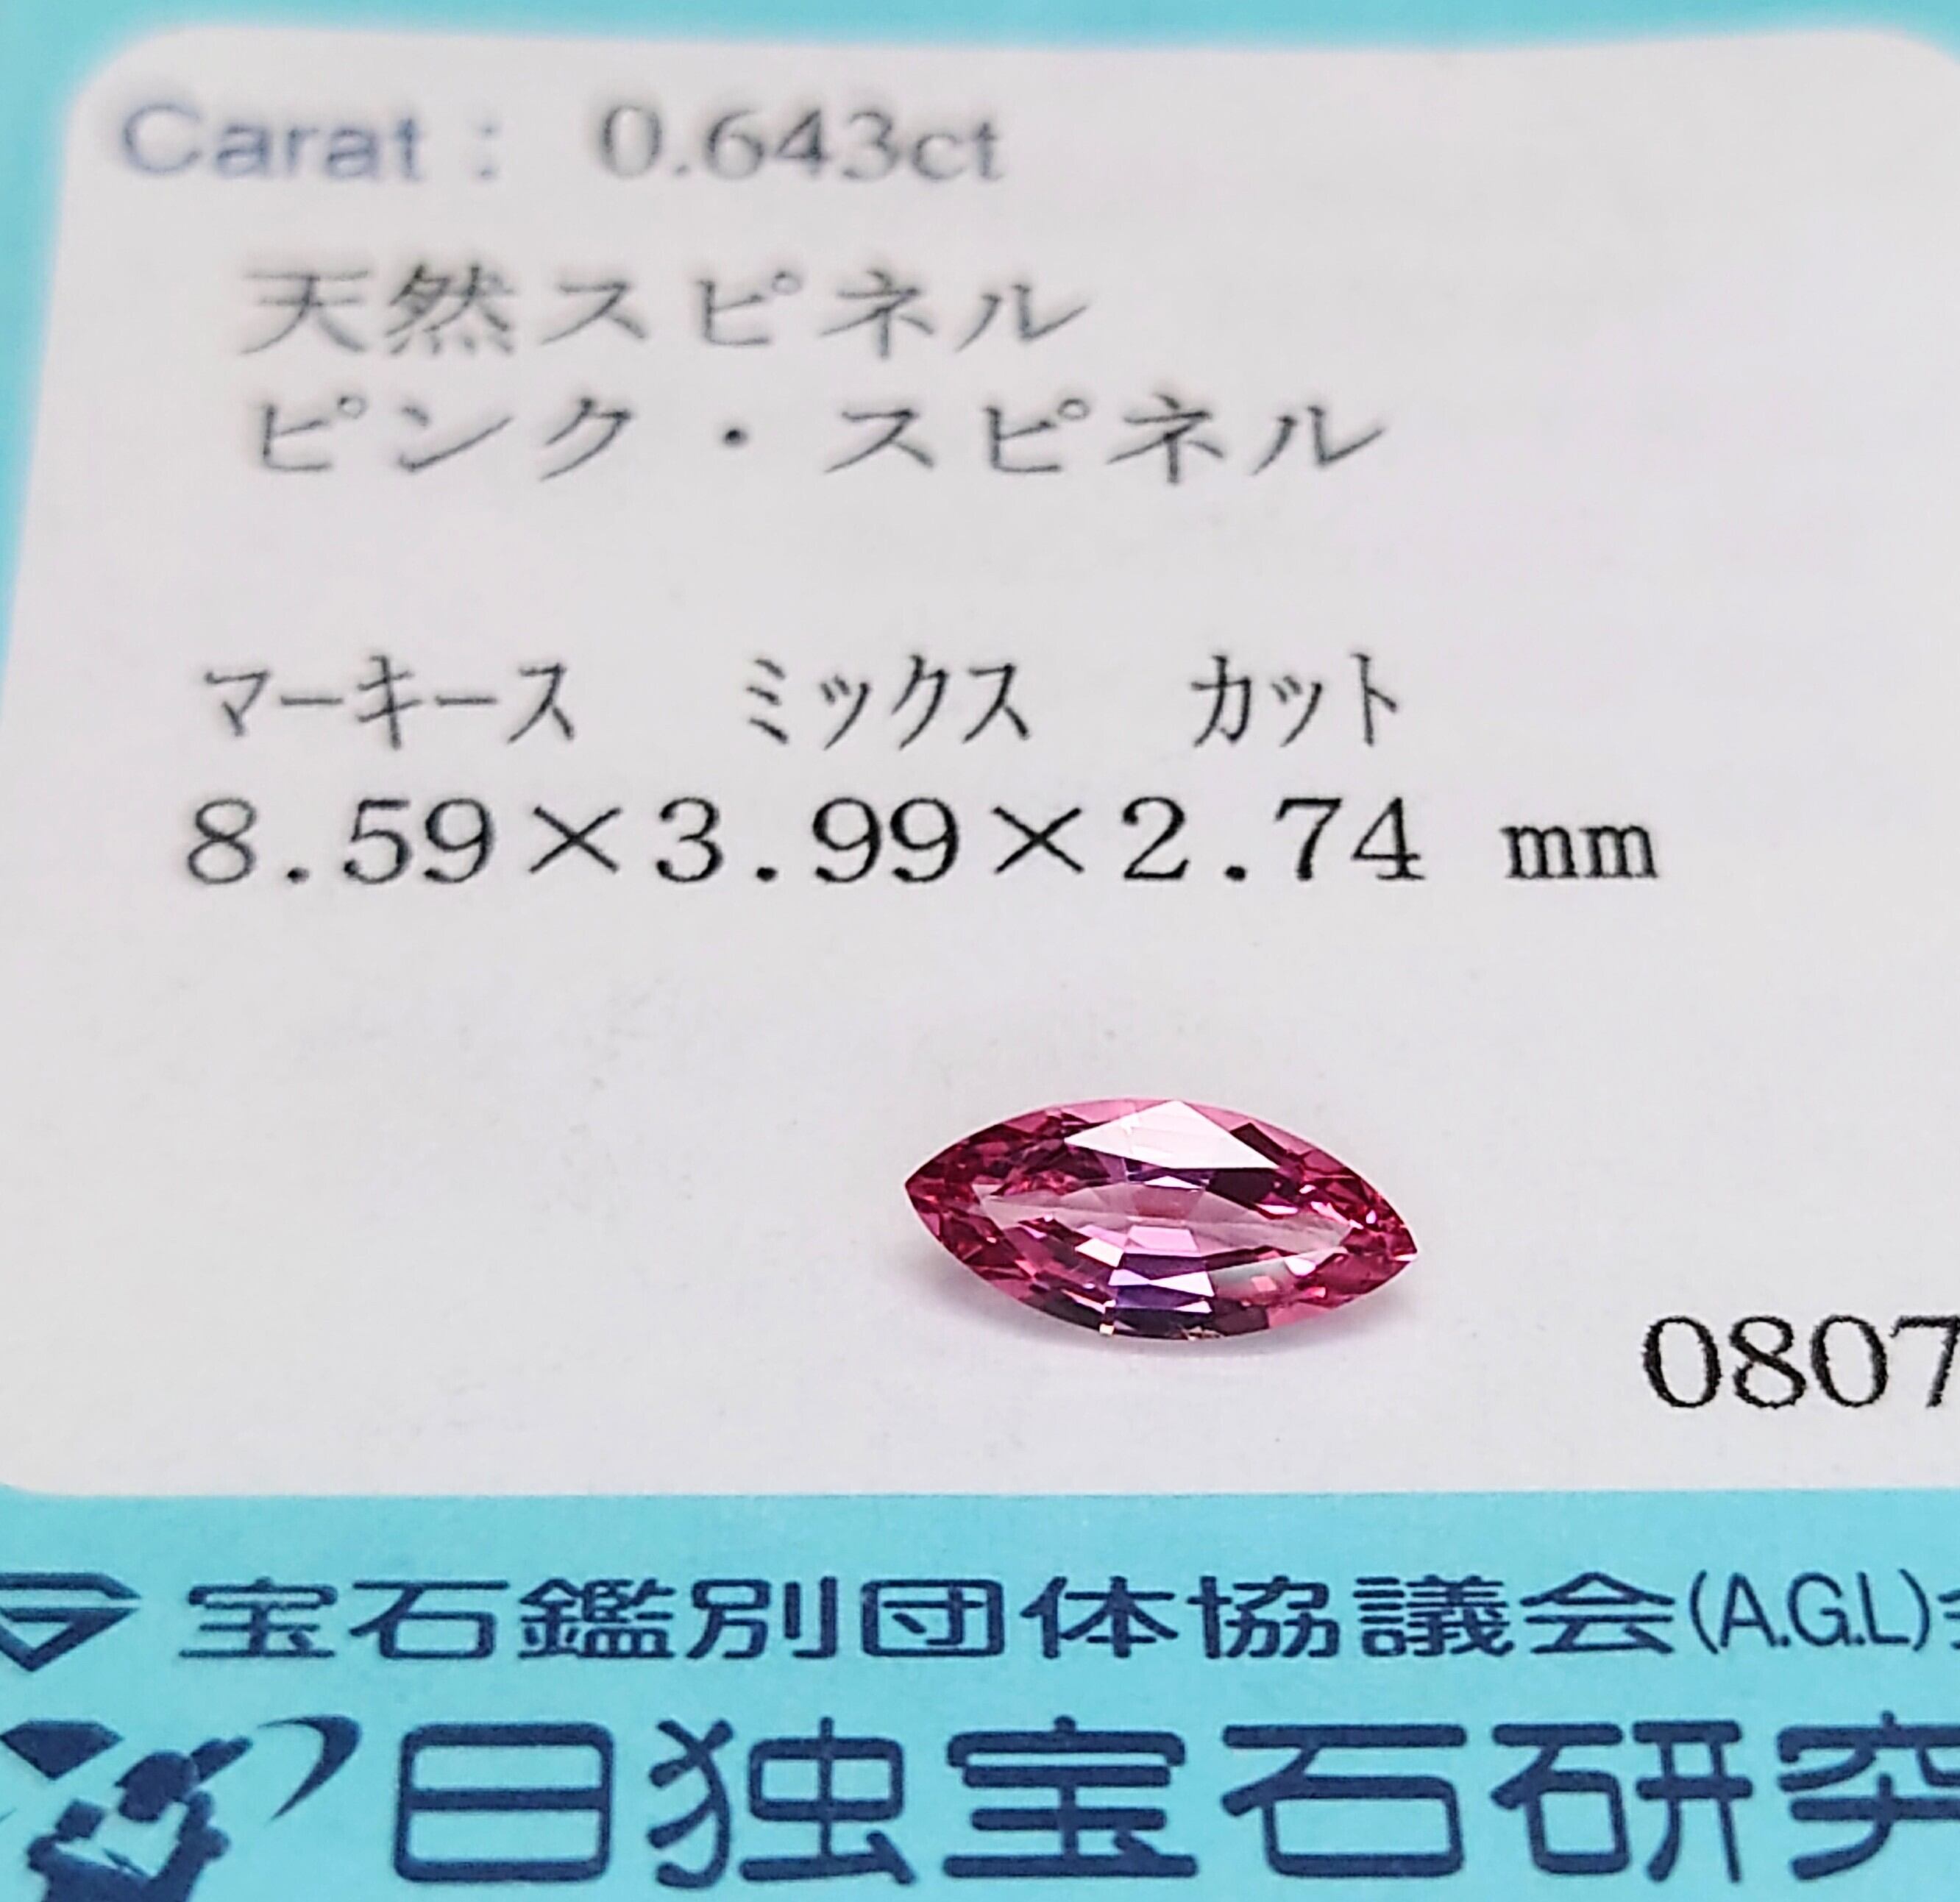 Carat : 0.643ct
天然スピネル
ピンク・スピネル
マーキース ミックス カット
8.59×3.99×2.74 mm
0807
宝石鑑別団体協議会(A.G.L)
日独宝石研究